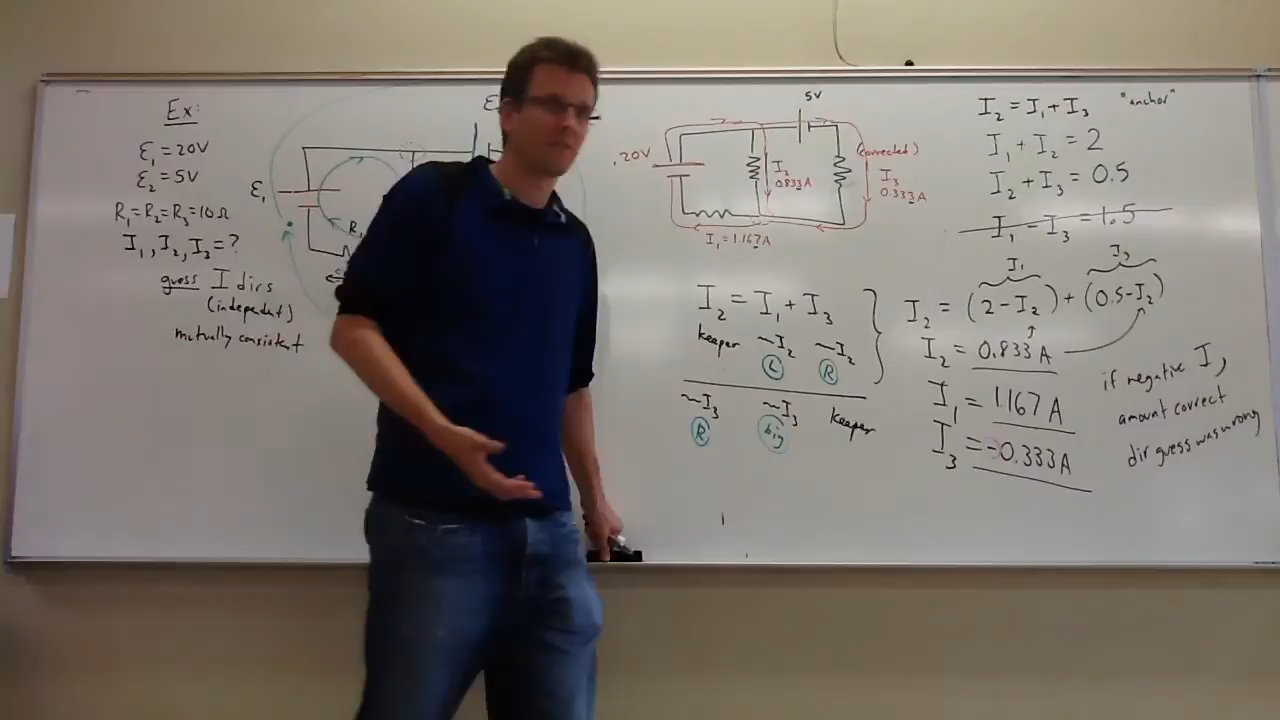 Ex:
ε₁ = 20V
ε₂ = 5V
R₁ = R₂ = R₃ = 10Ω
I₁, I₂, I₃ = ?
guess I dirs
(independent)
mutually consistent
ε₁
R₁
5V
20V
I₂
0.833A
(corrected)
I₃
0.333A
I₁ = 1.167A
I₂ = I₁ + I₃
keeper ~I₂ ~I₂
L R
~I₃ ~I₃ keeper
R big
I₂ = I₁ + I₃ "anchor"
I₁ + I₂ = 2
I₂ + I₃ = 0.5
I₁ - I₃ = 1.5
I₁ I₃
I₂ = (2 - I₂) + (0.5 - I₂)
I₂ = 0.833 A
I₁ = 1.167 A
I₃ = -0.333 A
if negative I,
amount correct
dir guess was wrong